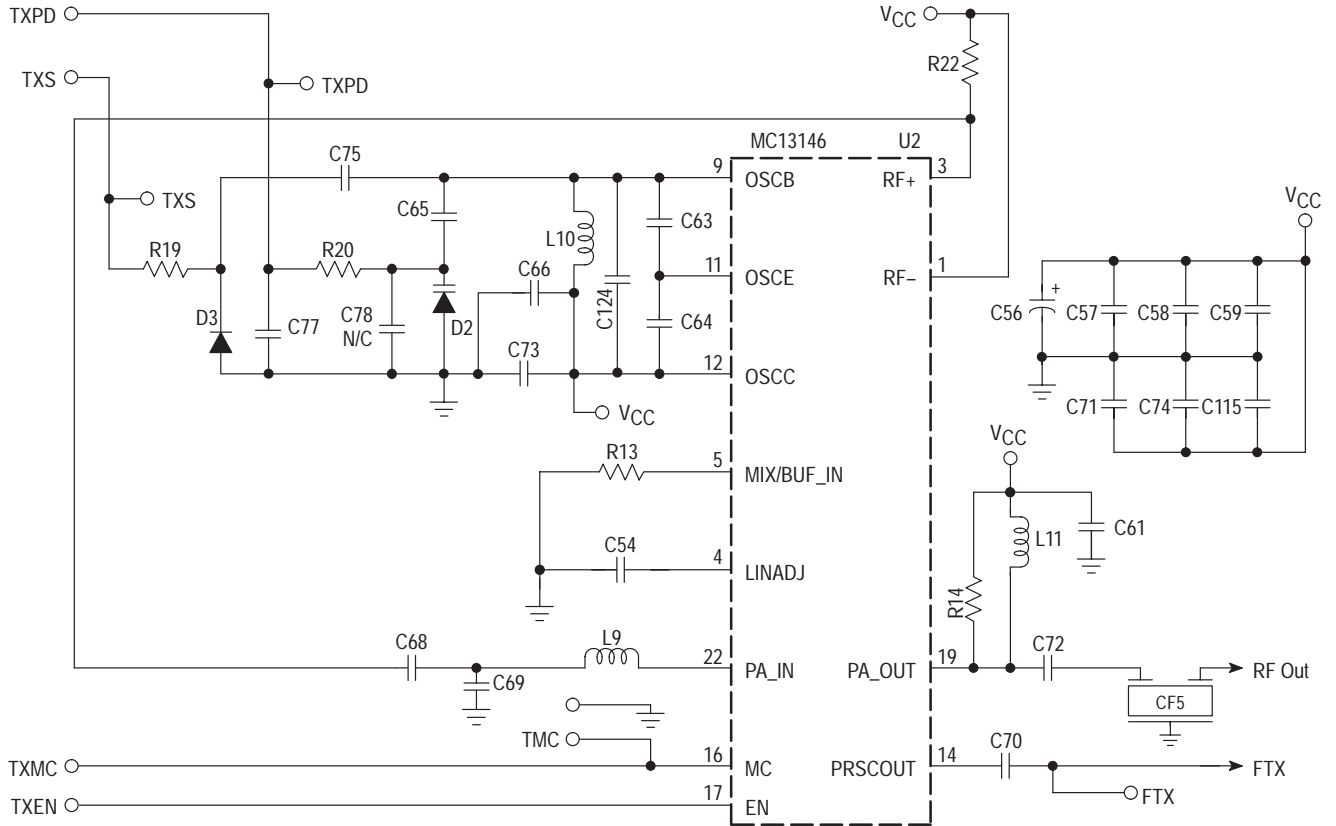 TXPD
VCC
R22
TXS
TXPD
MC13146
U2
C75
9
OSCB
RF+
3
TXS
C65
VCC
L10
C63
R19
R20
C66
11
OSCE
RF–
1
C124
C56
+
C57
C58
C59
D3
C77
C78
N/C
D2
C64
C73
12
OSCC
VCC
C71
C74
C115
R13
5
MIX/BUF_IN
VCC
L11
C61
C54
4
LINADJ
R14
C68
L9
22
PA_IN
PA_OUT
19
C72
RF Out
C69
CF5
TMC
C70
TXMC
16
MC
PRSCOUT
14
FTX
TXEN
17
EN
FTX